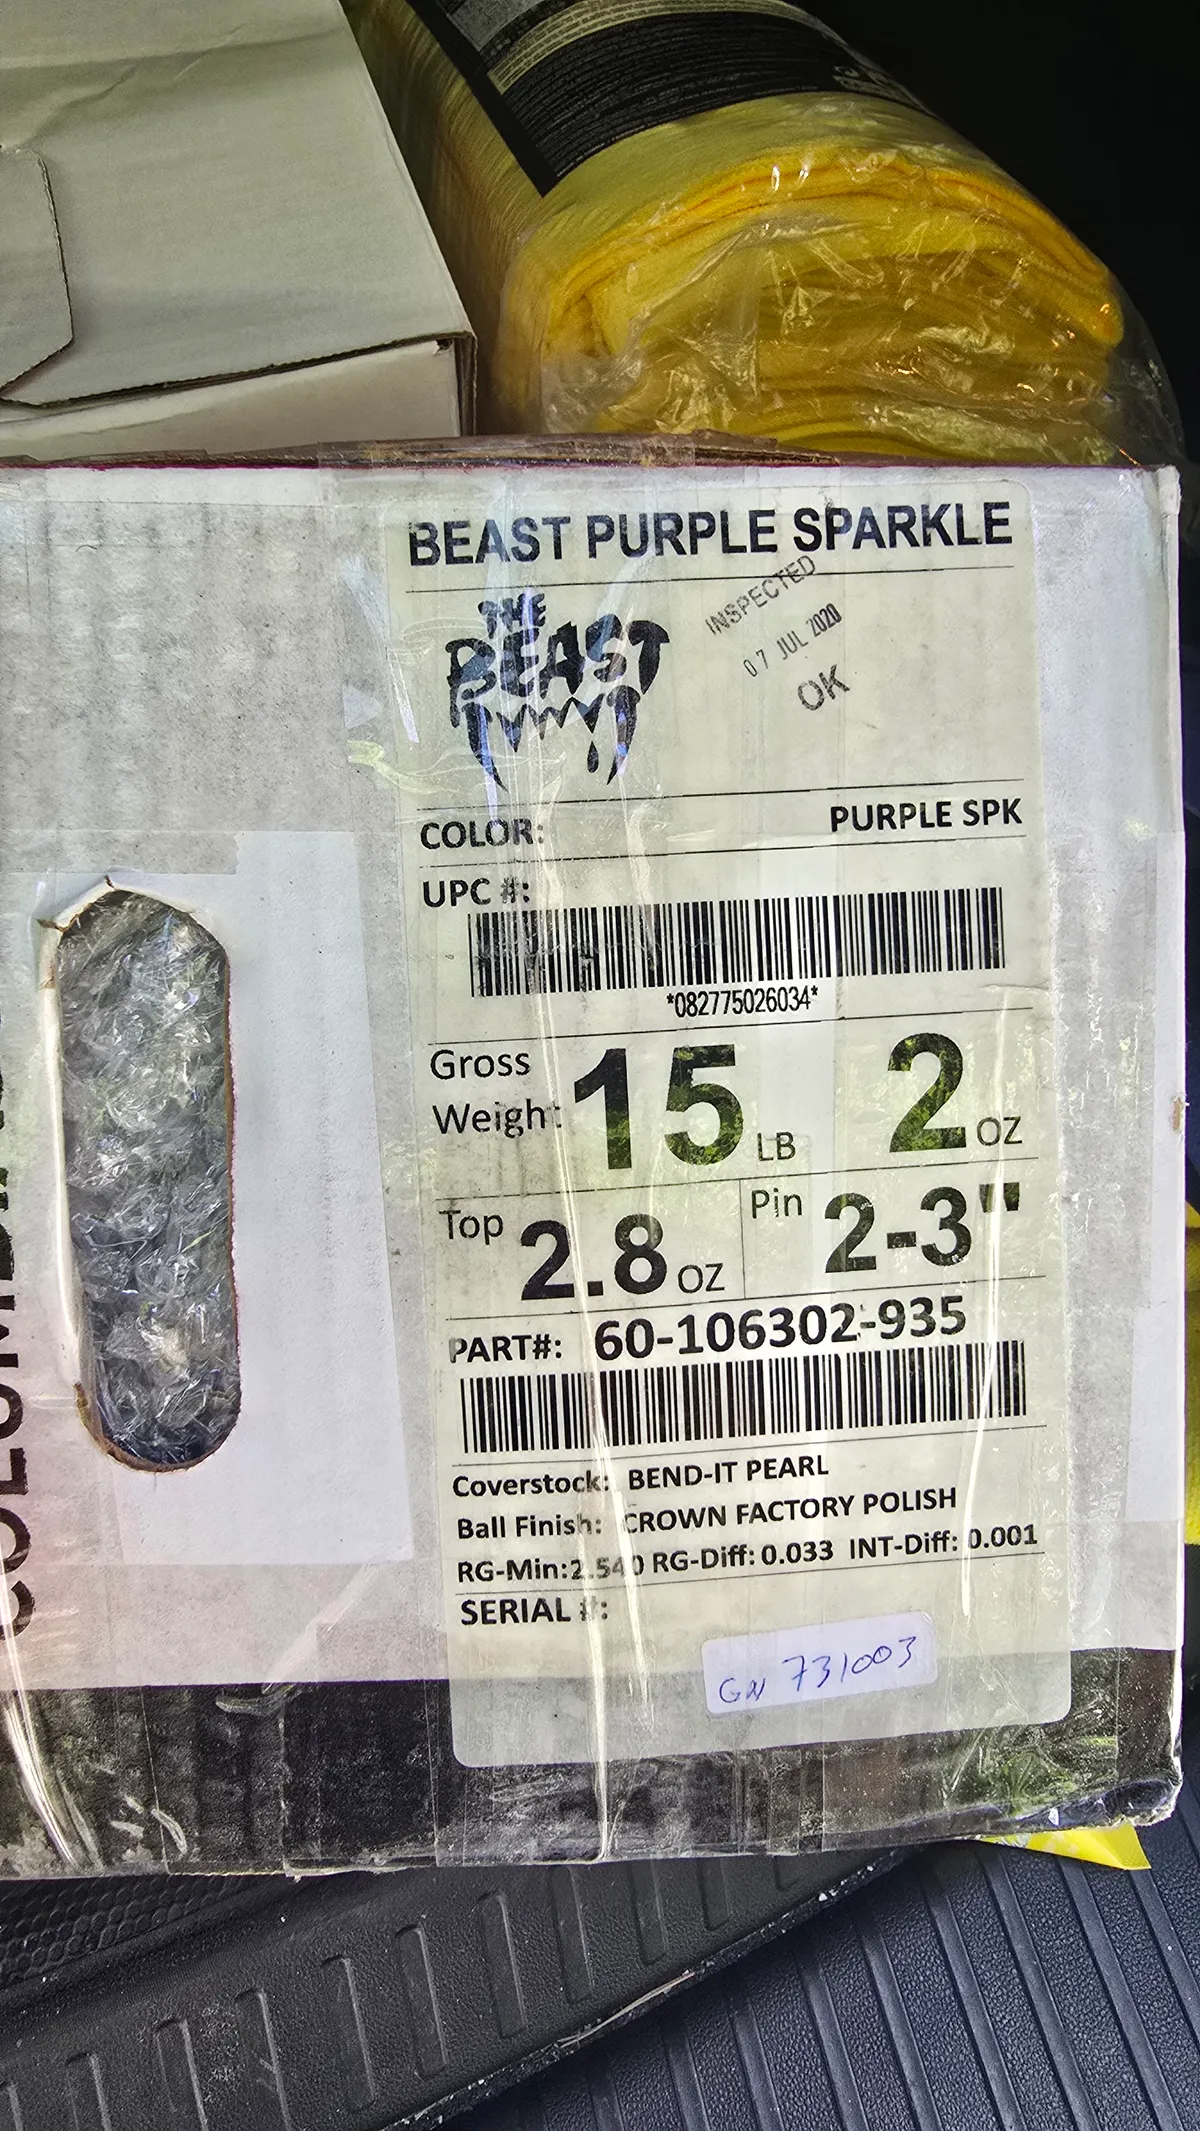 BEAST PURPLE SPARKLE
THE
BEAST
INSPECTED
07 JUL 2020
OK
COLOR: PURPLE SPK
UPC #:
*082775026034*
Gross Weight: 15 LB 2 OZ
Top 2.8 OZ Pin 2-3"
PART#: 60-106302-935
Coverstock: BEND-IT PEARL
Ball Finish: CROWN FACTORY POLISH
RG-Min:2.540 RG-Diff: 0.033 INT-Diff: 0.001
SERIAL #:
GW 731003